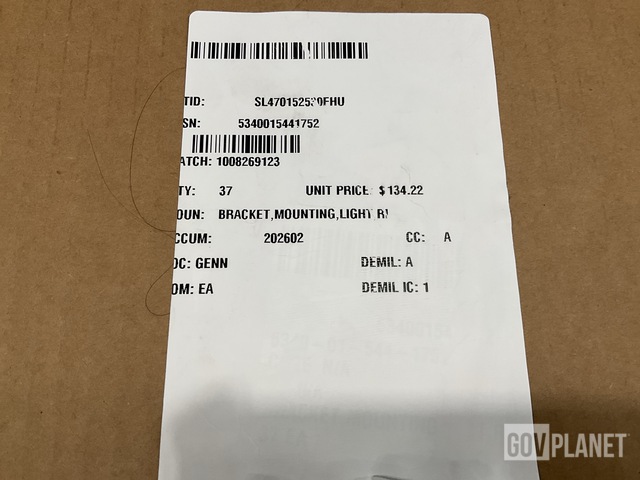 TID: SL470152530FHU
SN: 5340015441752
ATCH: 1008269123
TY: 37 UNIT PRICE: $134.22
OUN: BRACKET,MOUNTING,LIGHT,RI
CCUM: 202602 CC: A
OC: GENN DEMIL: A
OM: EA DEMIL IC: 1
GOVPLANET